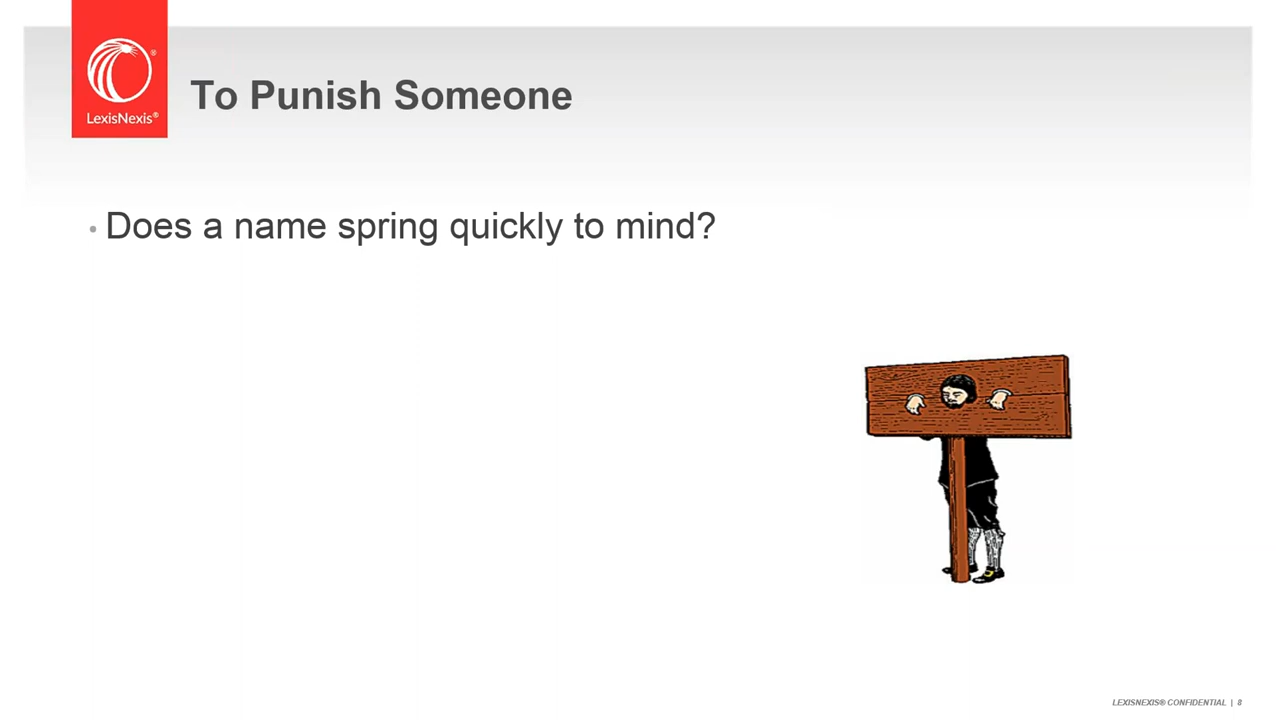 LexisNexis®
To Punish Someone
• Does a name spring quickly to mind?
LEXISNEXIS® CONFIDENTIAL | 8